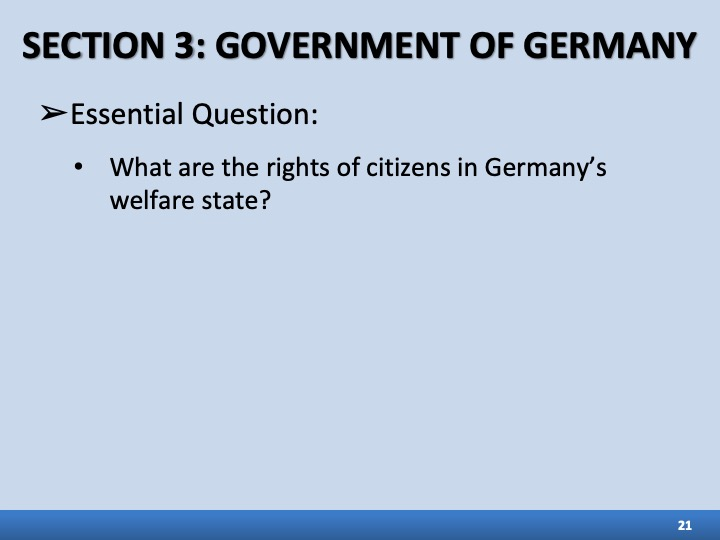 SECTION 3: GOVERNMENT OF GERMANY
➢Essential Question:
• What are the rights of citizens in Germany’s
welfare state?
21